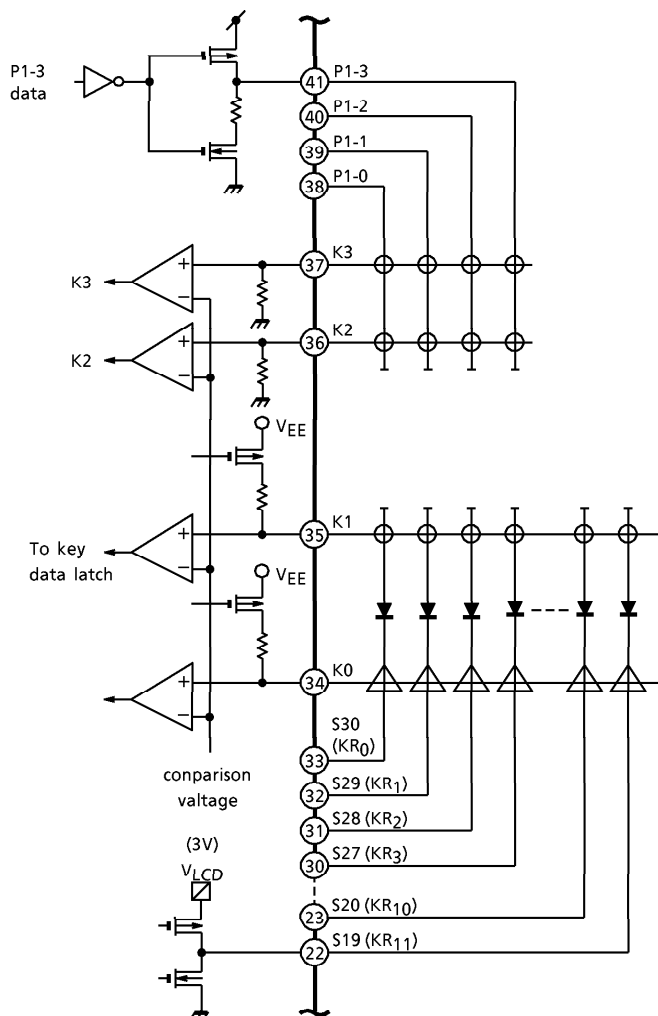 P1-3
data
41 P1-3
40 P1-2
39 P1-1
38 P1-0
K3
+
−
37 K3
K2
+
−
36 K2
VEE
To key
data latch
+
−
35 K1
VEE
+
−
34 K0
conparison
valtage
S30
(KR0)
33
32 S29 (KR1)
31 S28 (KR2)
30 S27 (KR3)
23 S20 (KR10)
22 S19 (KR11)
(3V)
VLCD